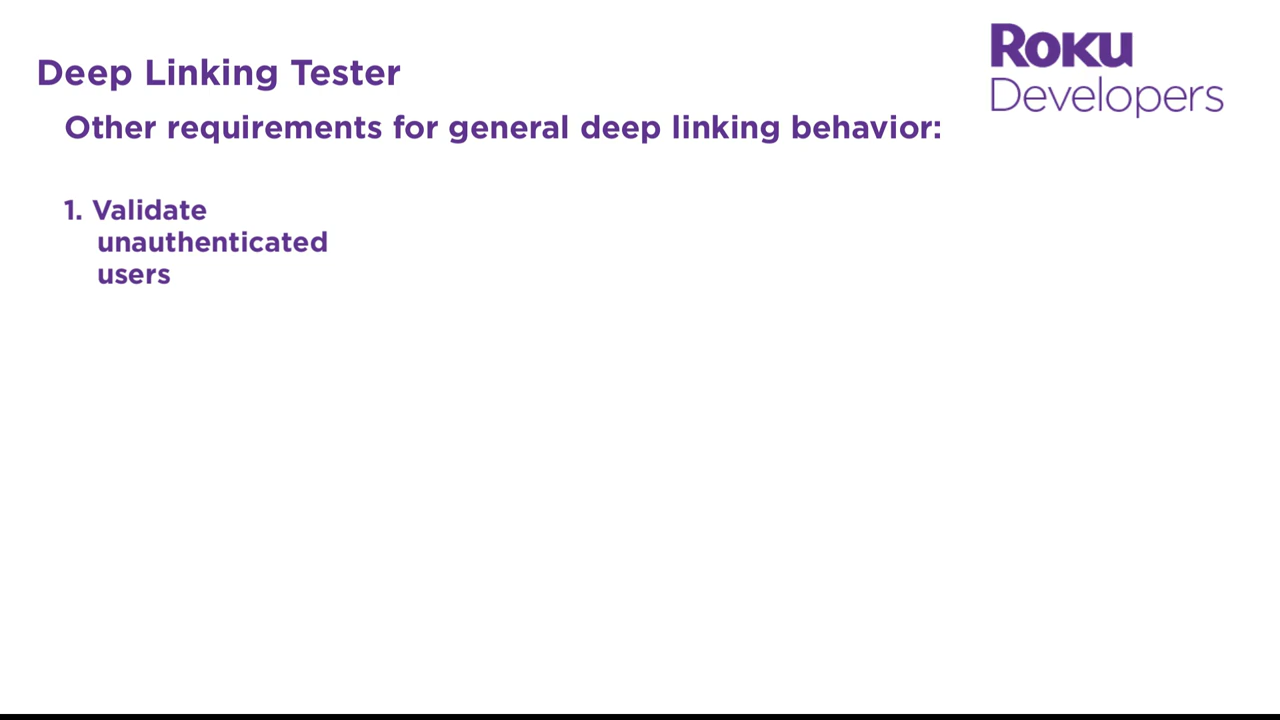 Deep Linking Tester
ROKU
Developers
Other requirements for general deep linking behavior:
1. Validate
unauthenticated
users